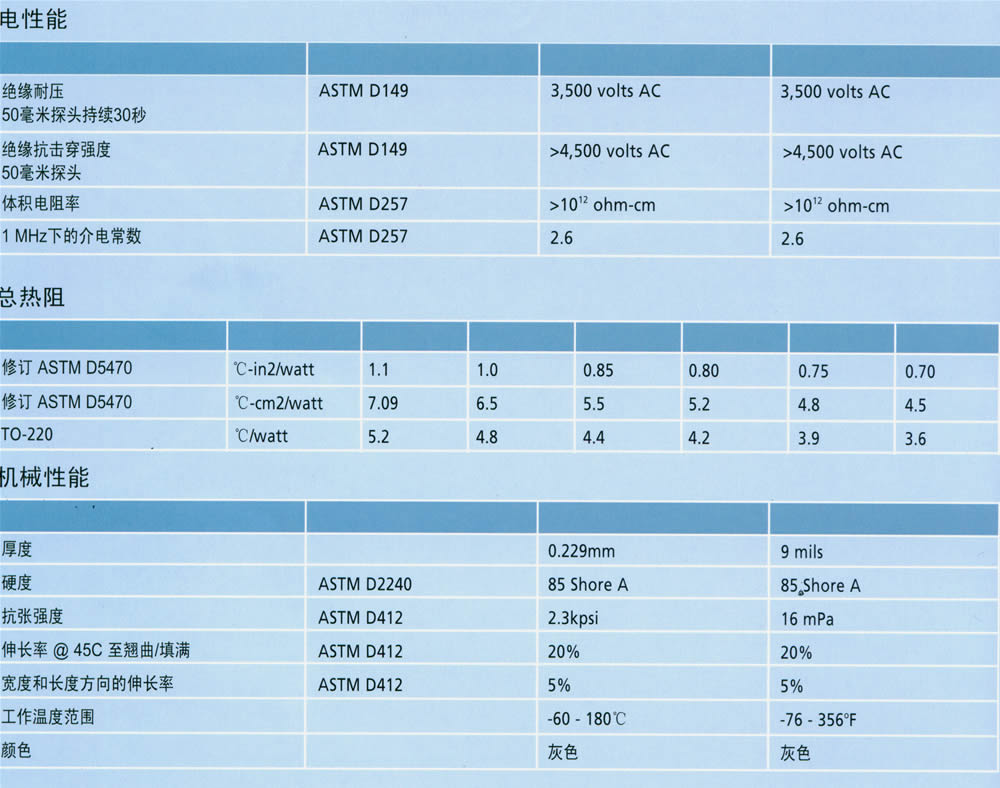 电性能
绝缘耐压 ASTM D149 3,500 volts AC 3,500 volts AC
50毫米探头持续30秒
绝缘抗击穿强度 ASTM D149 >4,500 volts AC >4,500 volts AC
50毫米探头
体积电阻率 ASTM D257 >10¹² ohm-cm >10¹² ohm-cm
1 MHz下的介电常数 ASTM D257 2.6 2.6
总热阻
修订 ASTM D5470 ℃-in2/watt 1.1 1.0 0.85 0.80 0.75 0.70
修订 ASTM D5470 ℃-cm2/watt 7.09 6.5 5.5 5.2 4.8 4.5
TO-220 ℃/watt 5.2 4.8 4.4 4.2 3.9 3.6
机械性能
厚度 0.229mm 9 mils
硬度 ASTM D2240 85 Shore A 85 Shore A
抗张强度 ASTM D412 2.3kpsi 16 mPa
伸长率 @ 45C 至翘曲/填满 ASTM D412 20% 20%
宽度和长度方向的伸长率 ASTM D412 5% 5%
工作温度范围 -60 - 180℃ -76 - 356°F
颜色 灰色 灰色